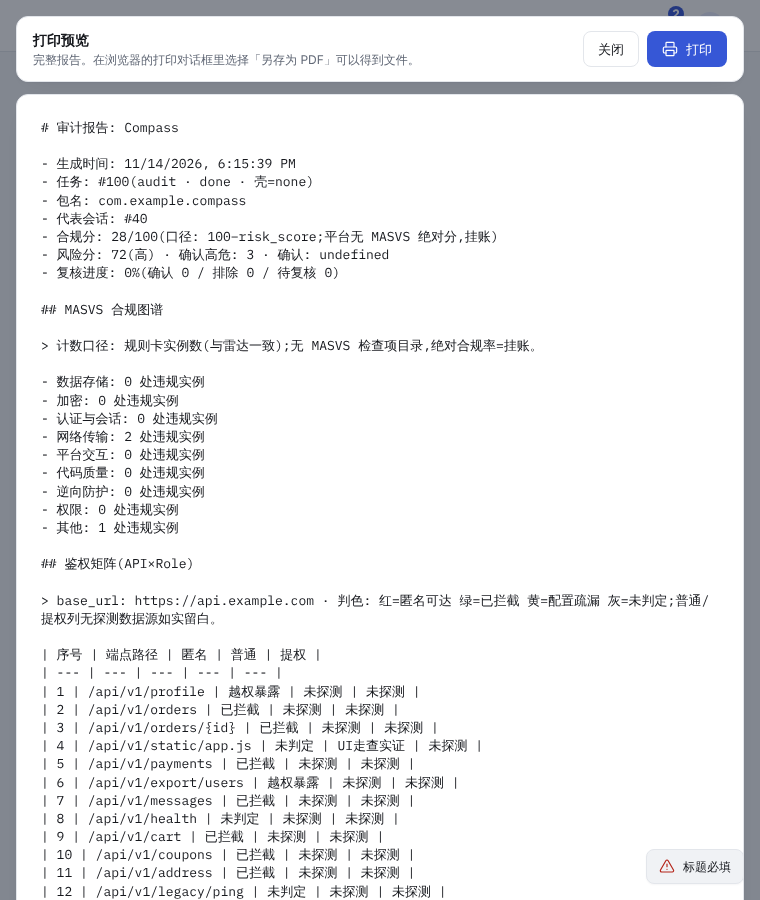 2
打印预览
完整报告。在浏览器的打印对话框里选择「另存为 PDF」可以得到文件。
关闭
打印
# 审计报告: Compass
- 生成时间: 11/14/2026, 6:15:39 PM
- 任务: #100(audit · done · 壳=none)
- 包名: com.example.compass
- 代表会话: #40
- 合规分: 28/100(口径: 100−risk_score;平台无 MASVS 绝对分,挂账)
- 风险分: 72(高) · 确认高危: 3 · 确认: undefined
- 复核进度: 0%(确认 0 / 排除 0 / 待复核 0)
## MASVS 合规图谱
> 计数口径: 规则卡实例数(与雷达一致);无 MASVS 检查项目录,绝对合规率=挂账。
- 数据存储: 0 处违规实例
- 加密: 0 处违规实例
- 认证与会话: 0 处违规实例
- 网络传输: 2 处违规实例
- 平台交互: 0 处违规实例
- 代码质量: 0 处违规实例
- 逆向防护: 0 处违规实例
- 权限: 0 处违规实例
- 其他: 1 处违规实例
## 鉴权矩阵(API×Role)
> base_url: https://api.example.com · 判色: 红=匿名可达 绿=已拦截 黄=配置疏漏 灰=未判定;普通/
提权列无探测数据源如实留白。
| 序号 | 端点路径 | 匿名 | 普通 | 提权 |
| --- | --- | --- | --- | --- |
| 1 | /api/v1/profile | 越权暴露 | 未探测 | 未探测 |
| 2 | /api/v1/orders | 已拦截 | 未探测 | 未探测 |
| 3 | /api/v1/orders/{id} | 已拦截 | 未探测 | 未探测 |
| 4 | /api/v1/static/app.js | 未判定 | UI走查实证 | 未探测 |
| 5 | /api/v1/payments | 已拦截 | 未探测 | 未探测 |
| 6 | /api/v1/export/users | 越权暴露 | 未探测 | 未探测 |
| 7 | /api/v1/messages | 已拦截 | 未探测 | 未探测 |
| 8 | /api/v1/health | 未判定 | 未探测 | 未探测 |
| 9 | /api/v1/cart | 已拦截 | 未探测 | 未探测 |
| 10 | /api/v1/coupons | 已拦截 | 未探测 | 未探测 |
| 11 | /api/v1/address | 已拦截 | 未探测 | 未探测 |
| 12 | /api/v1/legacy/ping | 未判定 | 未探测 | 未探测 |
标题必填